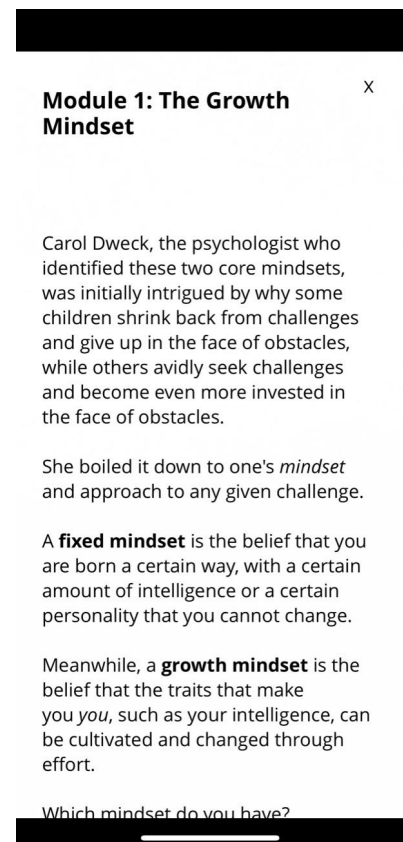 X
Module 1: The Growth
Mindset
Carol Dweck, the psychologist who
identified these two core mindsets,
was initially intrigued by why some
children shrink back from challenges
and give up in the face of obstacles,
while others avidly seek challenges
and become even more invested in
the face of obstacles.
She boiled it down to one's mindset
and approach to any given challenge.
A fixed mindset is the belief that you
are born a certain way, with a certain
amount of intelligence or a certain
personality that you cannot change.
Meanwhile, a growth mindset is the
belief that the traits that make
you you, such as your intelligence, can
be cultivated and changed through
effort.
Which mindset do you have?